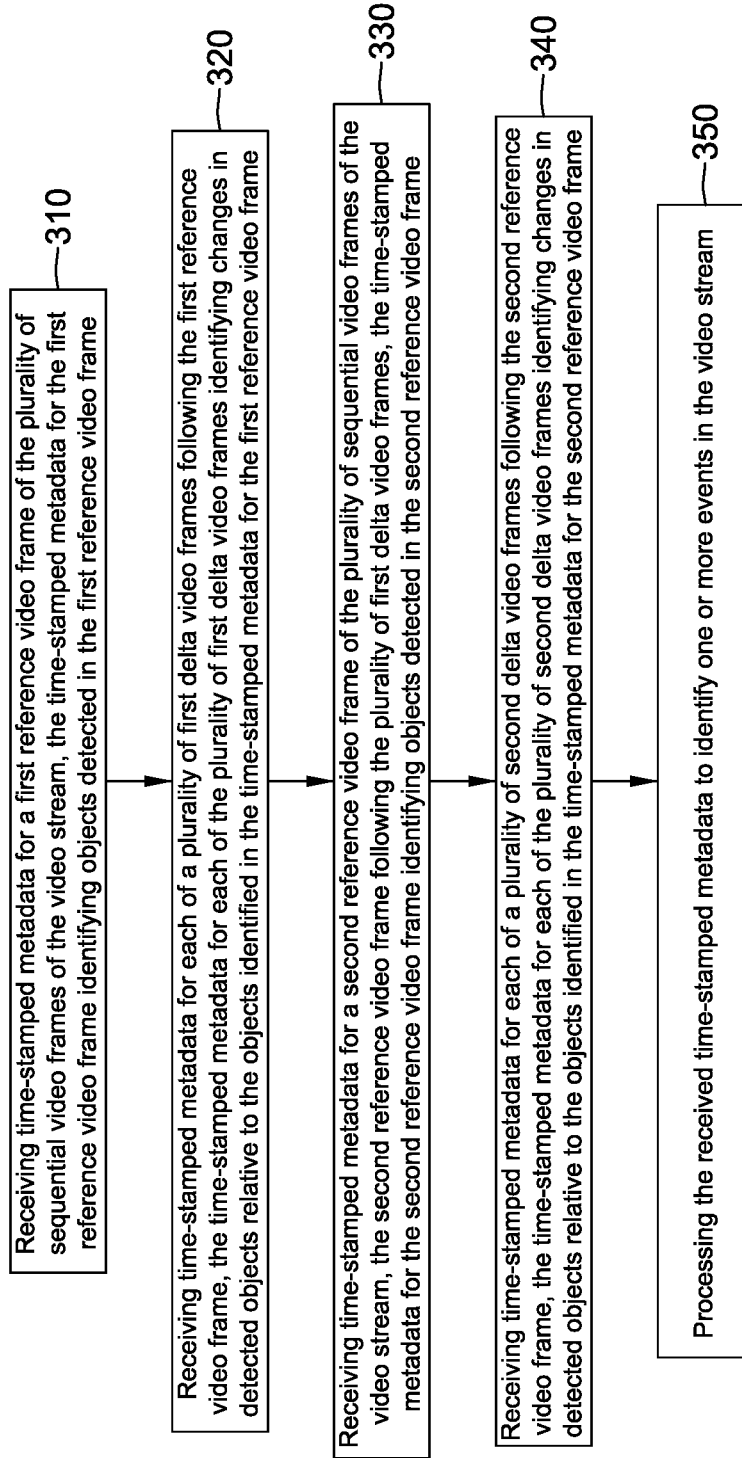 Receiving time-stamped metadata for a first reference video frame of the plurality of
sequential video frames of the video stream, the time-stamped metadata for the first
reference video frame identifying objects detected in the first reference video frame
310
Receiving time-stamped metadata for each of a plurality of first delta video frames following the first reference
video frame, the time-stamped metadata for each of the plurality of first delta video frames identifying changes in
detected objects relative to the objects identified in the time-stamped metadata for the first reference video frame
320
Receiving time-stamped metadata for a second reference video frame of the plurality of sequential video frames of the
video stream, the second reference video frame following the plurality of first delta video frames, the time-stamped
metadata for the second reference video frame identifying objects detected in the second reference video frame
330
Receiving time-stamped metadata for each of a plurality of second delta video frames following the second reference
video frame, the time-stamped metadata for each of the plurality of second delta video frames identifying changes in
detected objects relative to the objects identified in the time-stamped metadata for the second reference video frame
340
Processing the received time-stamped metadata to identify one or more events in the video stream
350